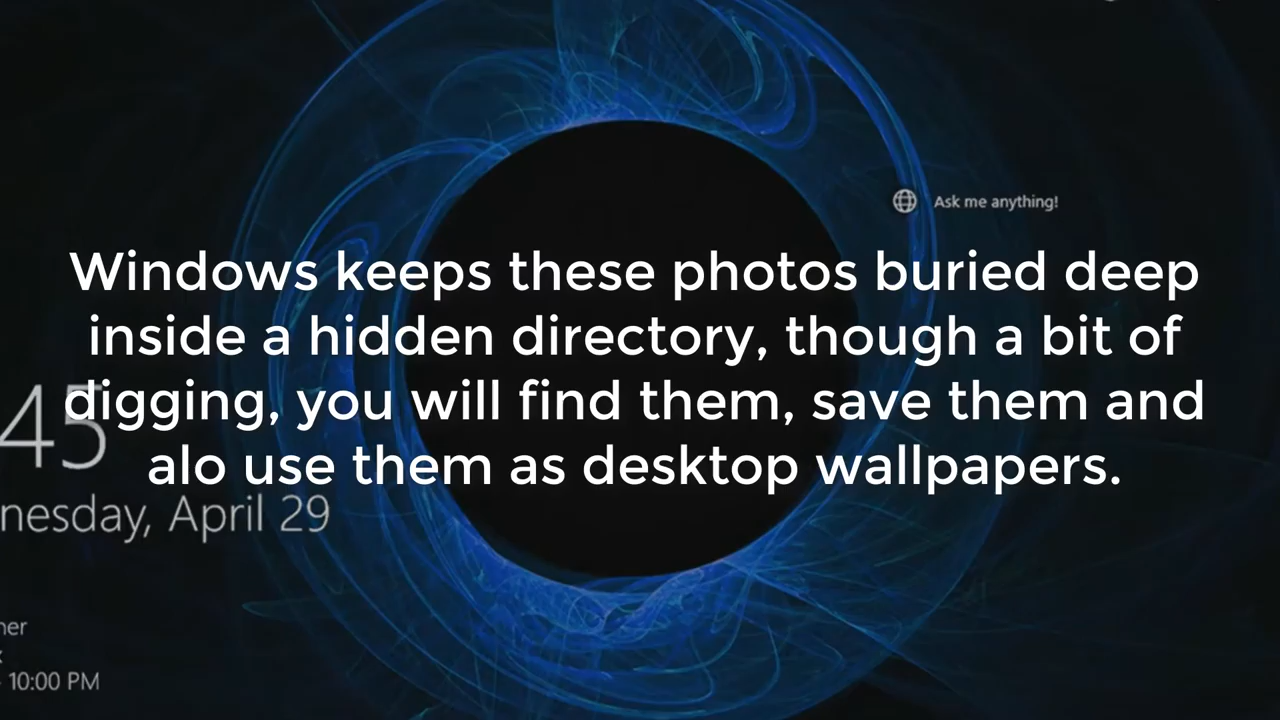 Ask me anything!
Windows keeps these photos buried deep
inside a hidden directory, though a bit of
digging, you will find them, save them and
alo use them as desktop wallpapers.
45
nesday, April 29
ner
10:00 PM